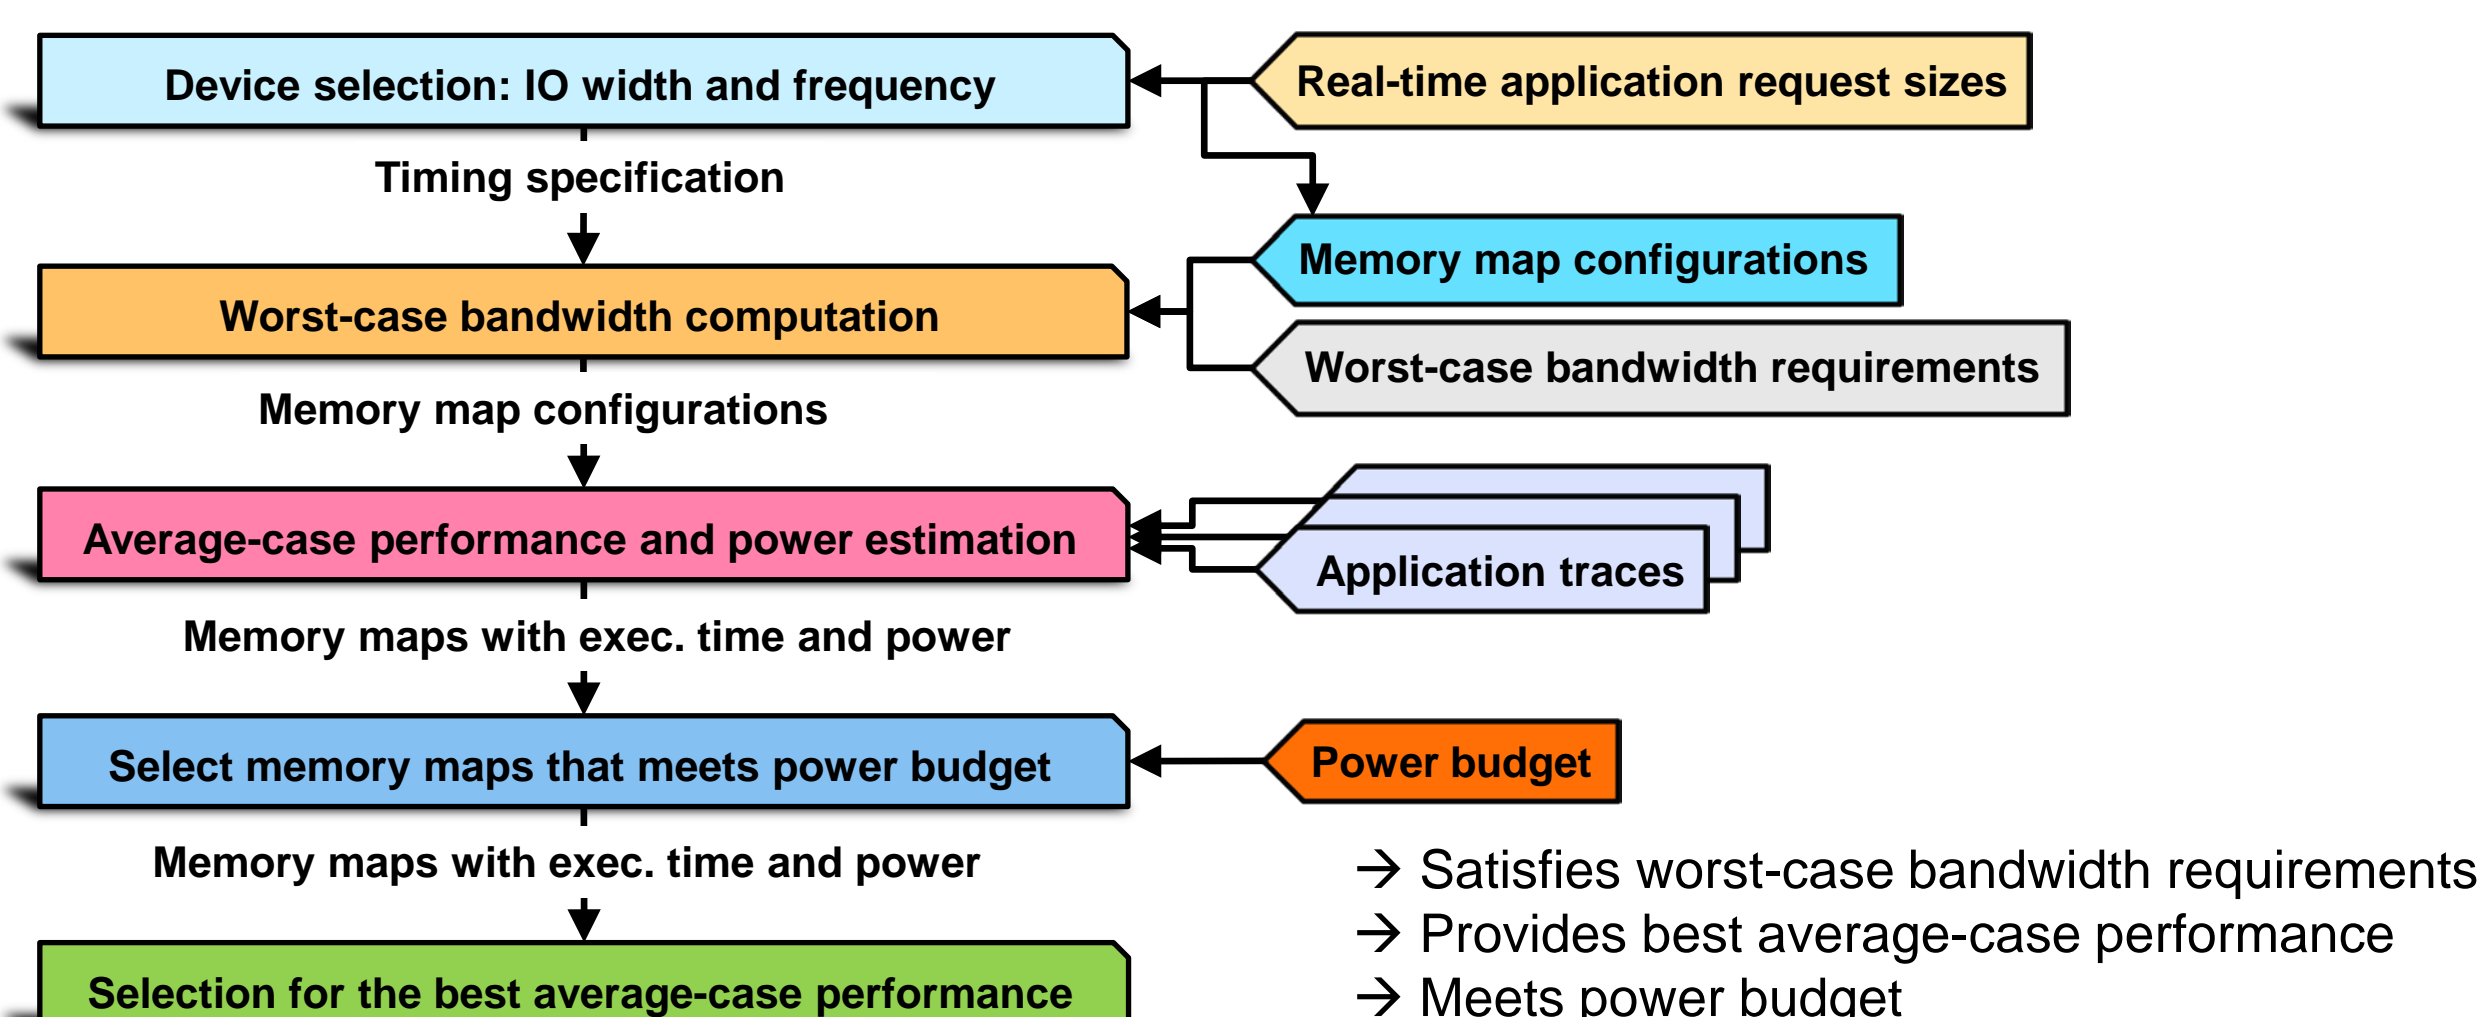 Device selection: IO width and frequency
Real-time application request sizes
Timing specification
Memory map configurations
Worst-case bandwidth computation
Worst-case bandwidth requirements
Memory map configurations
Average-case performance and power estimation
Application traces
Memory maps with exec. time and power
Select memory maps that meets power budget
Power budget
Memory maps with exec. time and power
→ Satisfies worst-case bandwidth requirements
→ Provides best average-case performance
Selection for the best average-case performance
→ Meets power budget